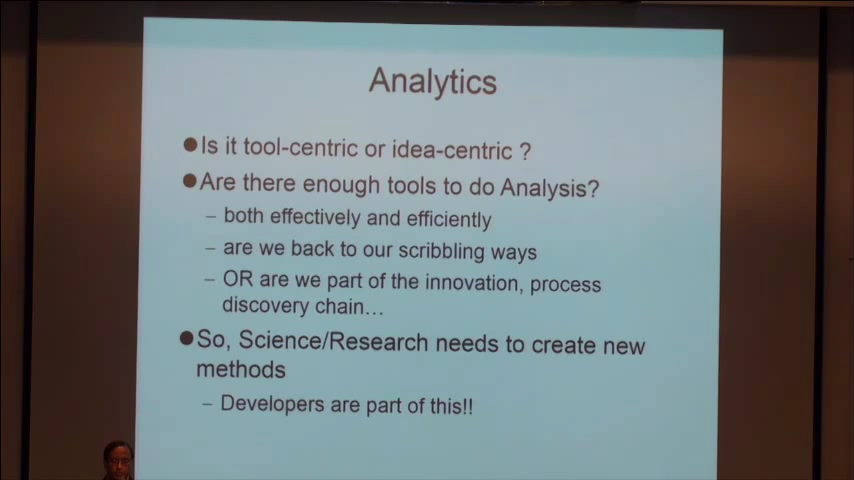 Analytics
●Is it tool-centric or idea-centric ?
●Are there enough tools to do Analysis?
– both effectively and efficiently
– are we back to our scribbling ways
– OR are we part of the innovation, process
discovery chain…
●So, Science/Research needs to create new
methods
– Developers are part of this!!